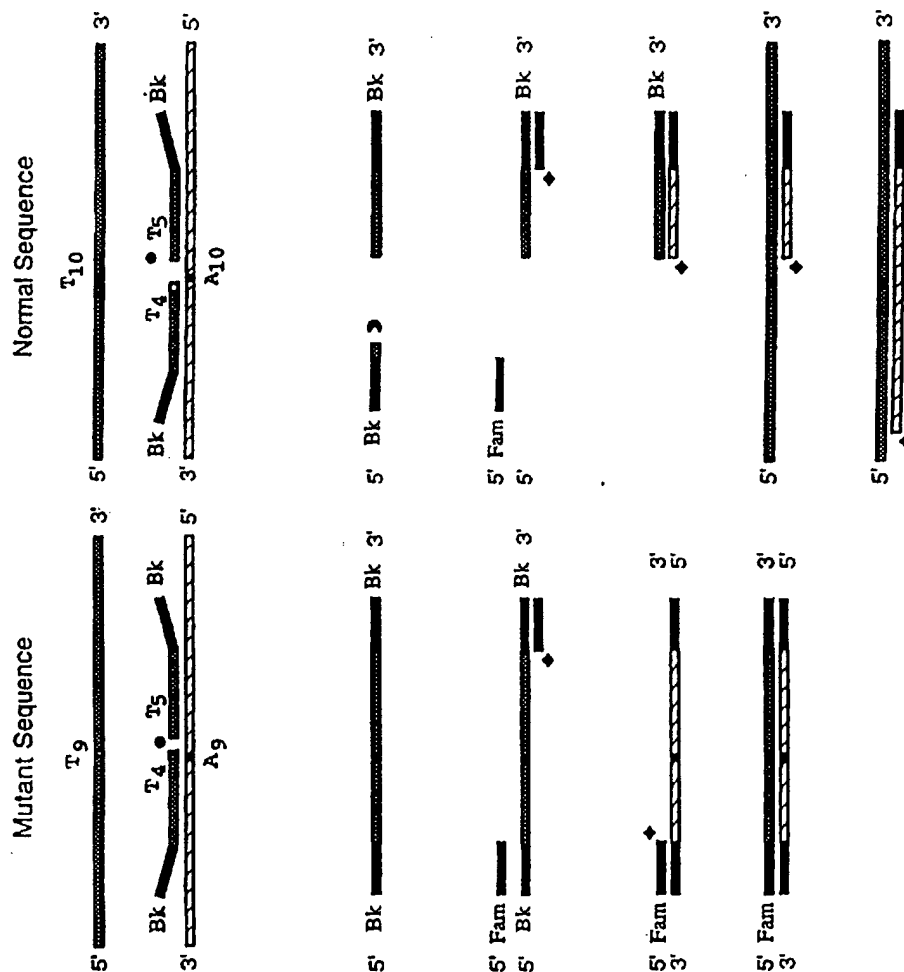 Mutant Sequence
T9
5' 3'
Bk T4 T5 Bk
3' 5'
A9
5' Bk Bk 3'
5' Fam
5' Bk Bk 3'
5' Fam 3'
3' 5'
5' Fam 3'
3' 5'
Normal Sequence
T10
5' 3'
Bk T4 T5 Bk
3' 5'
A10
5' Bk Bk 3'
5' Fam
5' Bk 3'
Bk 3'
5' 3'
5' 3'